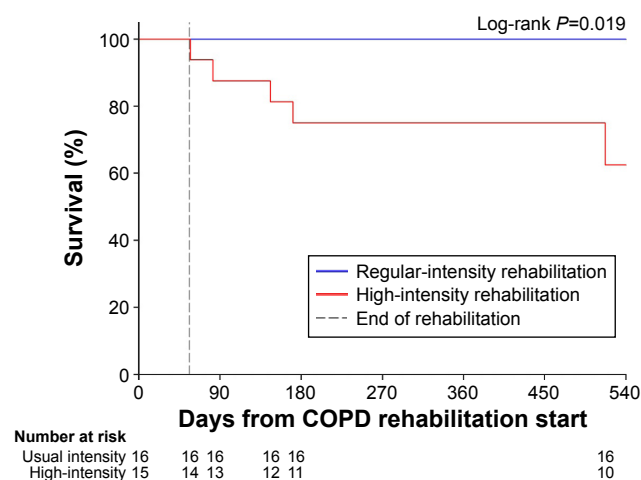 Log-rank P=0.019
100
80
60
40
20
0
Survival (%)
Regular-intensity rehabilitation
High-intensity rehabilitation
End of rehabilitation
0 90 180 270 360 450 540
Days from COPD rehabilitation start
Number at risk
Usual intensity 16 16 16 16 16 16
High-intensity 15 14 13 12 11 10